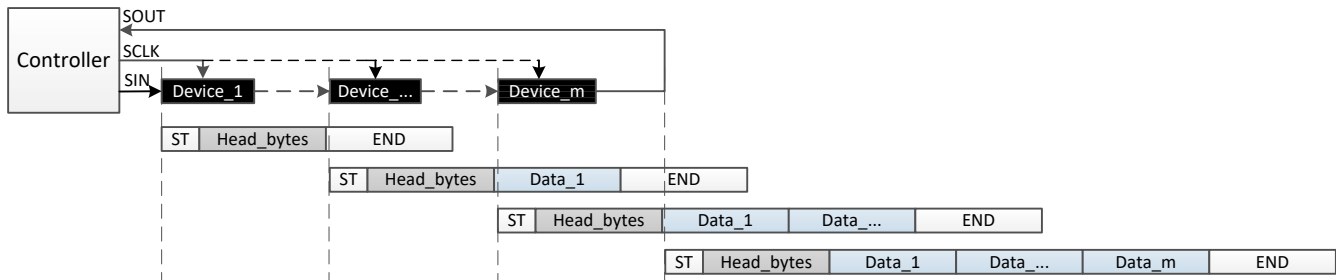 SOUT
SCLK
Controller
SIN
Device_1 Device_... Device_m
ST Head_bytes END
ST Head_bytes Data_1 END
ST Head_bytes Data_1 Data_... END
ST Head_bytes Data_1 Data_... Data_m END